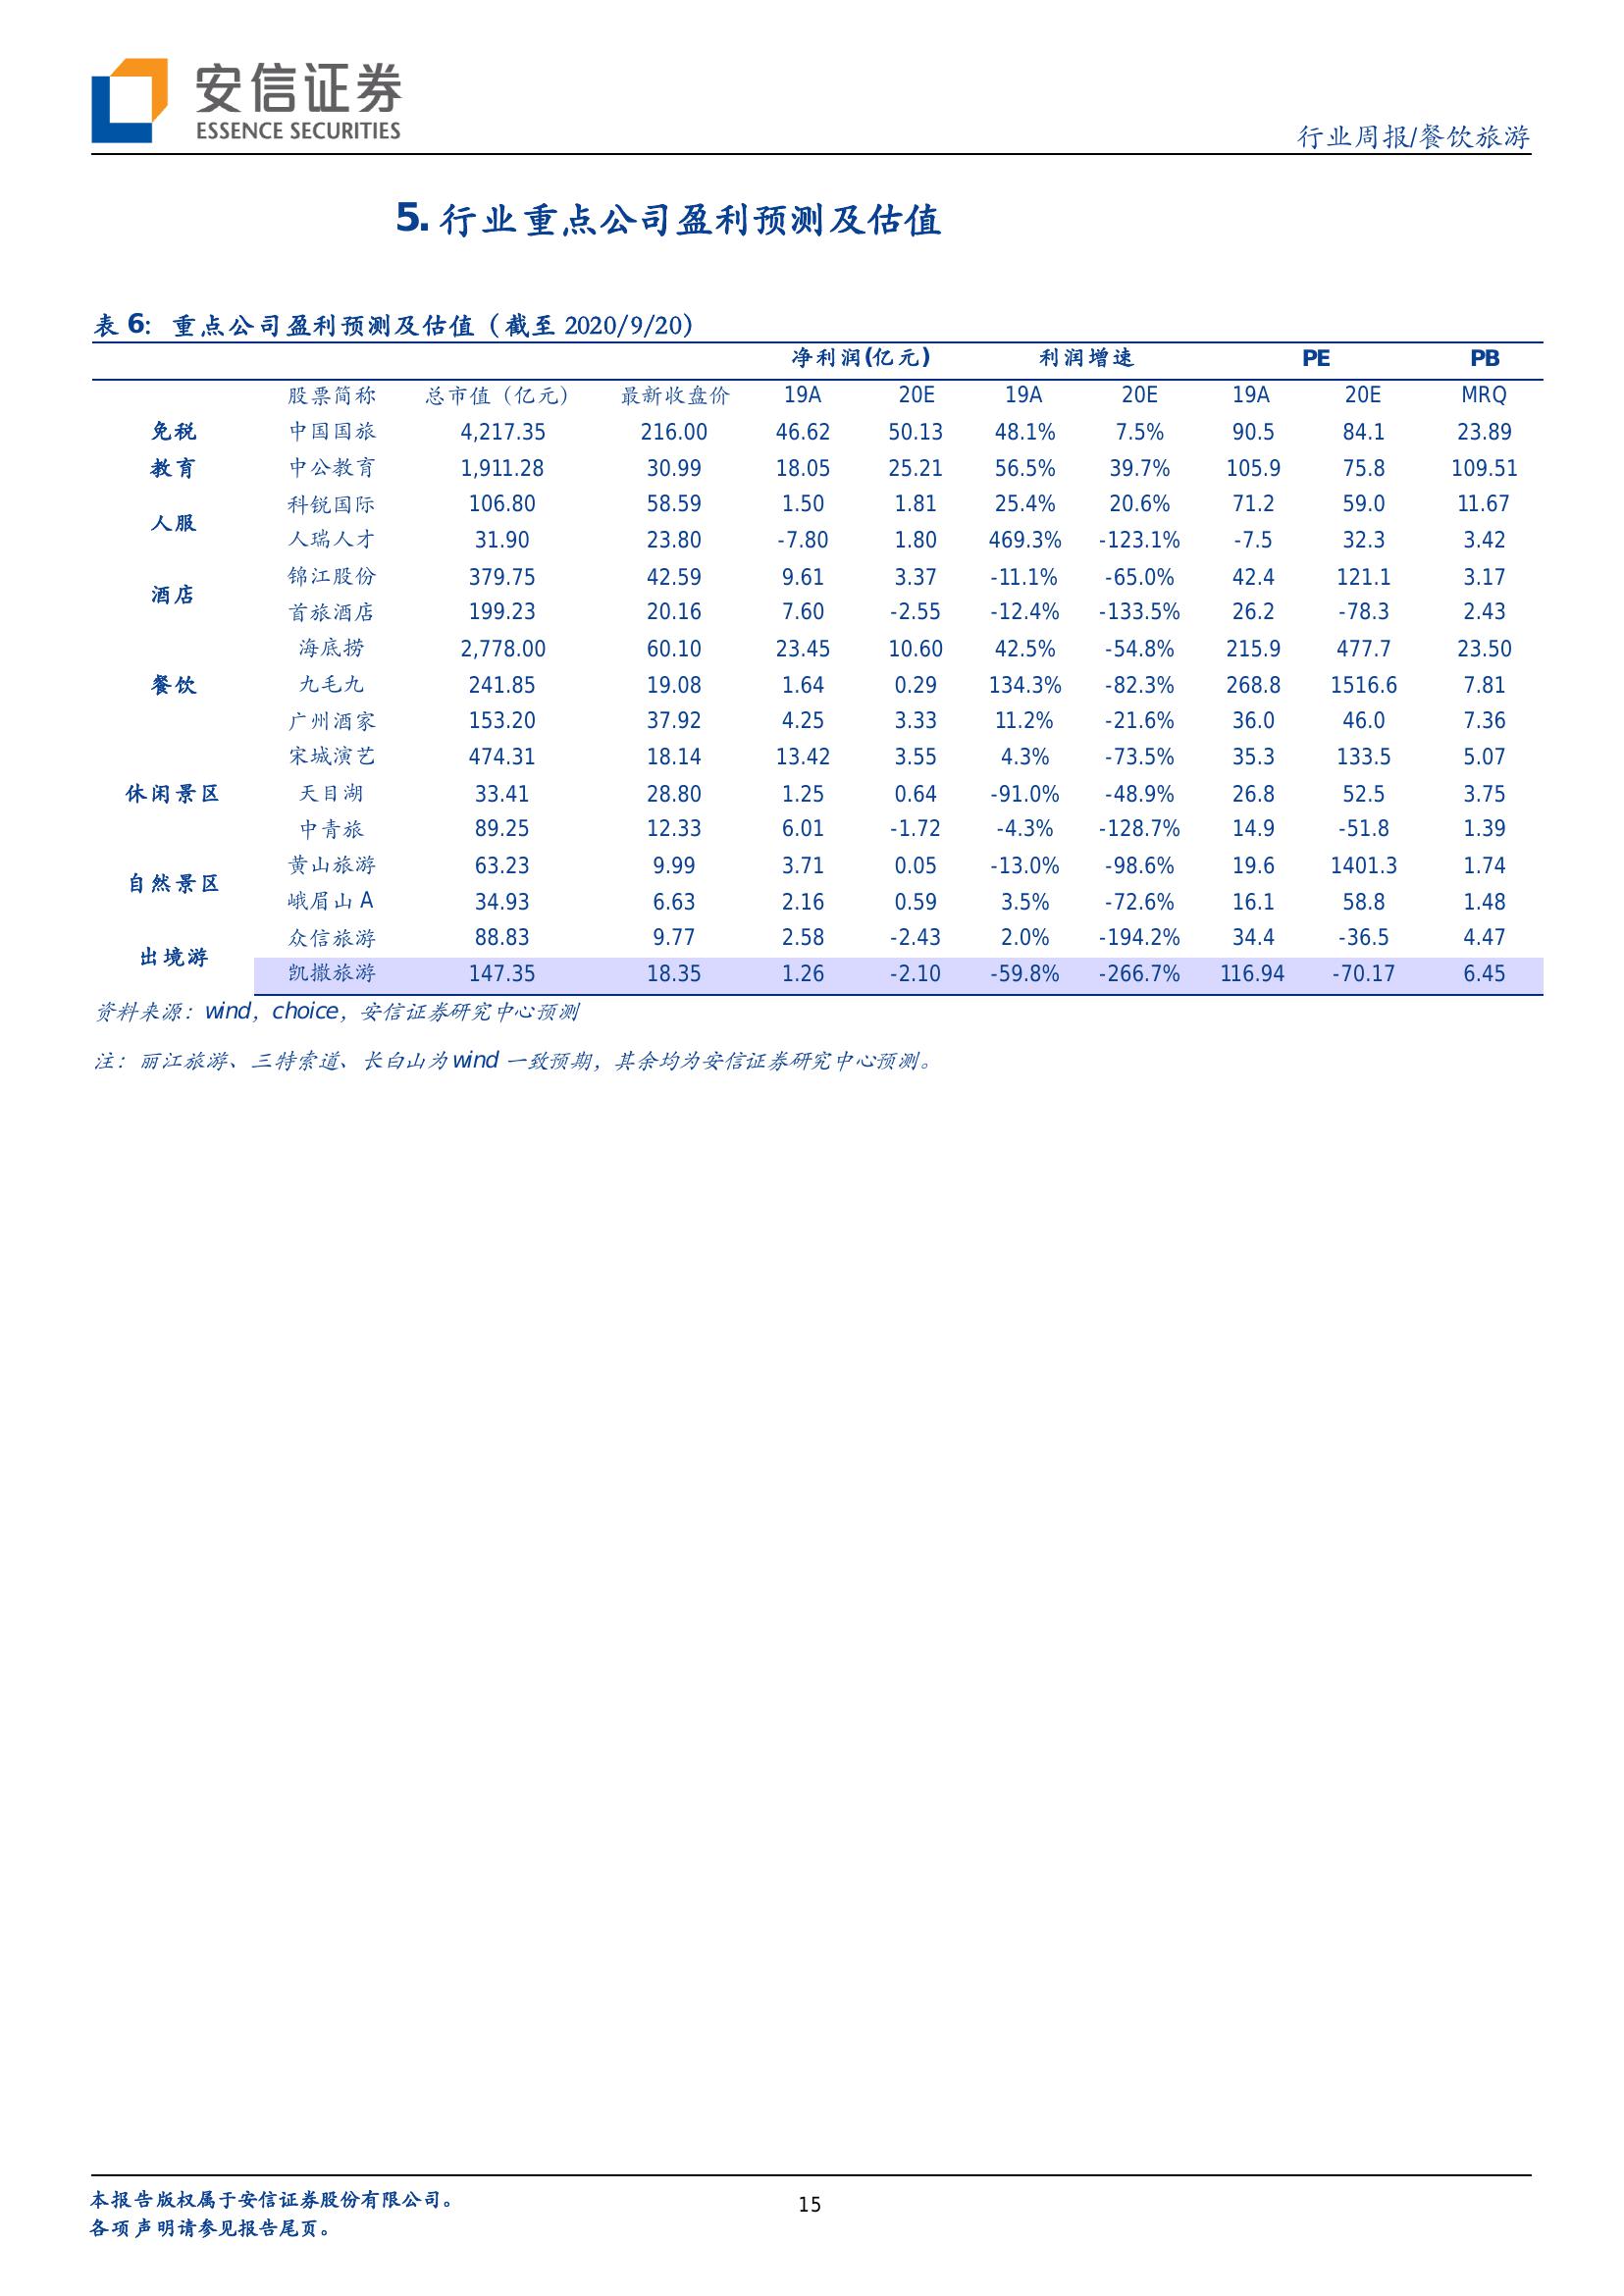 安信证券
ESSENCE SECURITIES
行业周报/餐饮旅游
5. 行业重点公司盈利预测及估值
表 6：重点公司盈利预测及估值（截至 2020/9/20）
净利润(亿元) 利润增速 PE PB
股票简称 总市值（亿元） 最新收盘价 19A 20E 19A 20E 19A 20E MRQ
免税 中国国旅 4,217.35 216.00 46.62 50.13 48.1% 7.5% 90.5 84.1 23.89
教育 中公教育 1,911.28 30.99 18.05 25.21 56.5% 39.7% 105.9 75.8 109.51
人服 科锐国际 106.80 58.59 1.50 1.81 25.4% 20.6% 71.2 59.0 11.67
人瑞人才 31.90 23.80 -7.80 1.80 469.3% -123.1% -7.5 32.3 3.42
酒店 锦江股份 379.75 42.59 9.61 3.37 -11.1% -65.0% 42.4 121.1 3.17
首旅酒店 199.23 20.16 7.60 -2.55 -12.4% -133.5% 26.2 -78.3 2.43
海底捞 2,778.00 60.10 23.45 10.60 42.5% -54.8% 215.9 477.7 23.50
餐饮 九毛九 241.85 19.08 1.64 0.29 134.3% -82.3% 268.8 1516.6 7.81
广州酒家 153.20 37.92 4.25 3.33 11.2% -21.6% 36.0 46.0 7.36
宋城演艺 474.31 18.14 13.42 3.55 4.3% -73.5% 35.3 133.5 5.07
休闲景区 天目湖 33.41 28.80 1.25 0.64 -91.0% -48.9% 26.8 52.5 3.75
中青旅 89.25 12.33 6.01 -1.72 -4.3% -128.7% 14.9 -51.8 1.39
自然景区 黄山旅游 63.23 9.99 3.71 0.05 -13.0% -98.6% 19.6 1401.3 1.74
峨眉山 A 34.93 6.63 2.16 0.59 3.5% -72.6% 16.1 58.8 1.48
出境游 众信旅游 88.83 9.77 2.58 -2.43 2.0% -194.2% 34.4 -36.5 4.47
凯撒旅游 147.35 18.35 1.26 -2.10 -59.8% -266.7% 116.94 -70.17 6.45
资料来源：wind，choice，安信证券研究中心预测
注：丽江旅游、三特索道、长白山为 wind 一致预期，其余均为安信证券研究中心预测。
本报告版权属于安信证券股份有限公司。
15
各项声明请参见报告尾页。